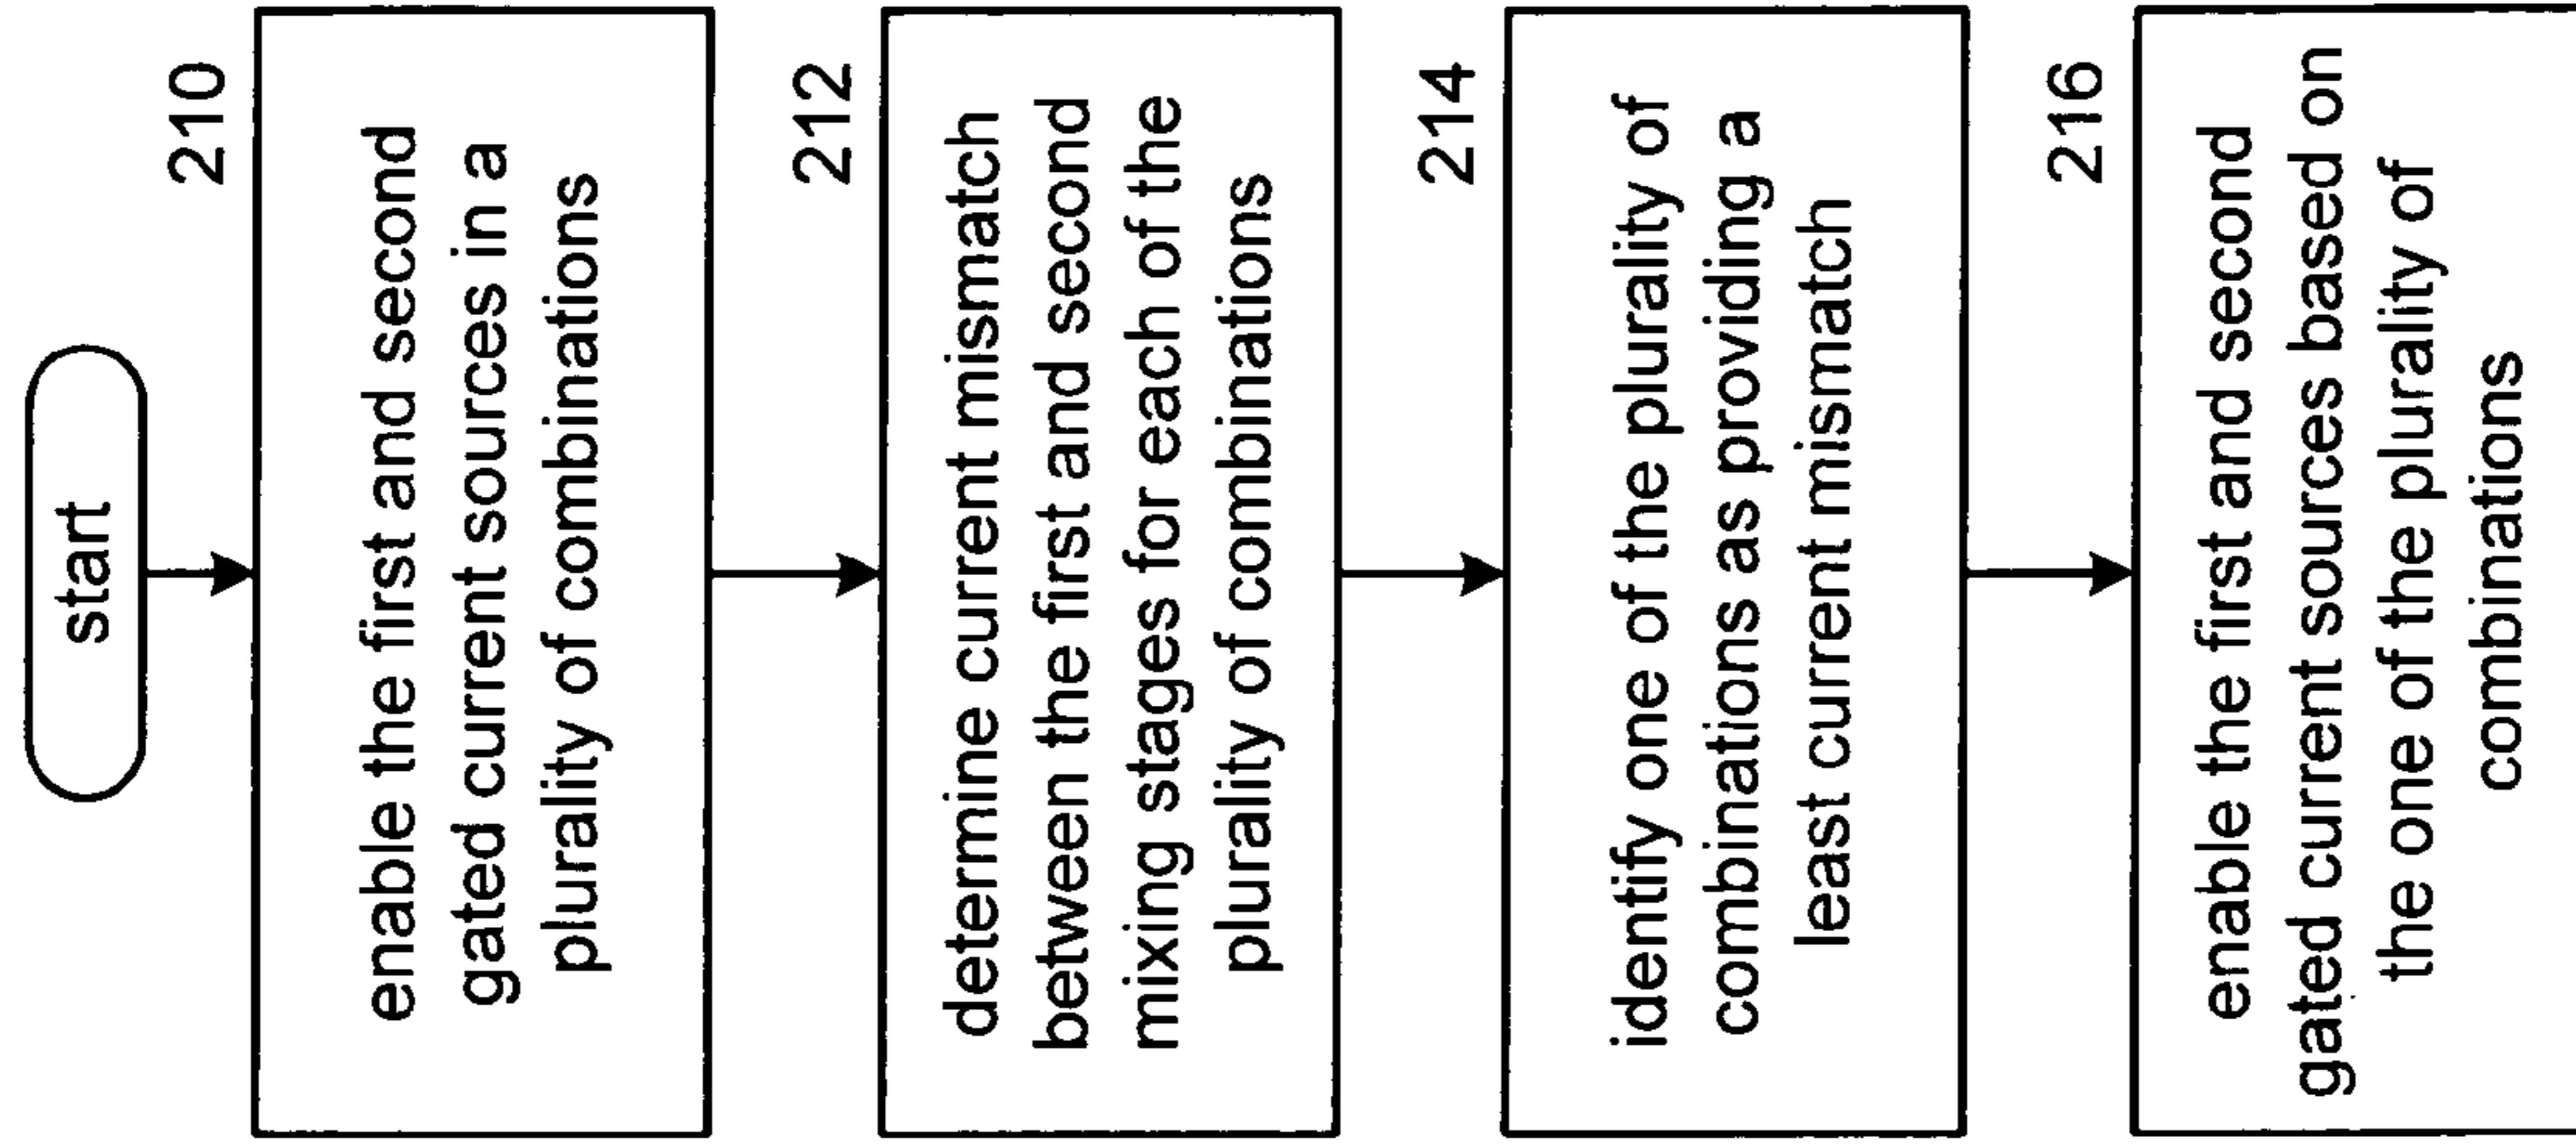 start
210
enable the first and second
gated current sources in a
plurality of combinations
212
determine current mismatch
between the first and second
mixing stages for each of the
plurality of combinations
214
identify one of the plurality of
combinations as providing a
least current mismatch
216
enable the first and second
gated current sources based on
the one of the plurality of
combinations